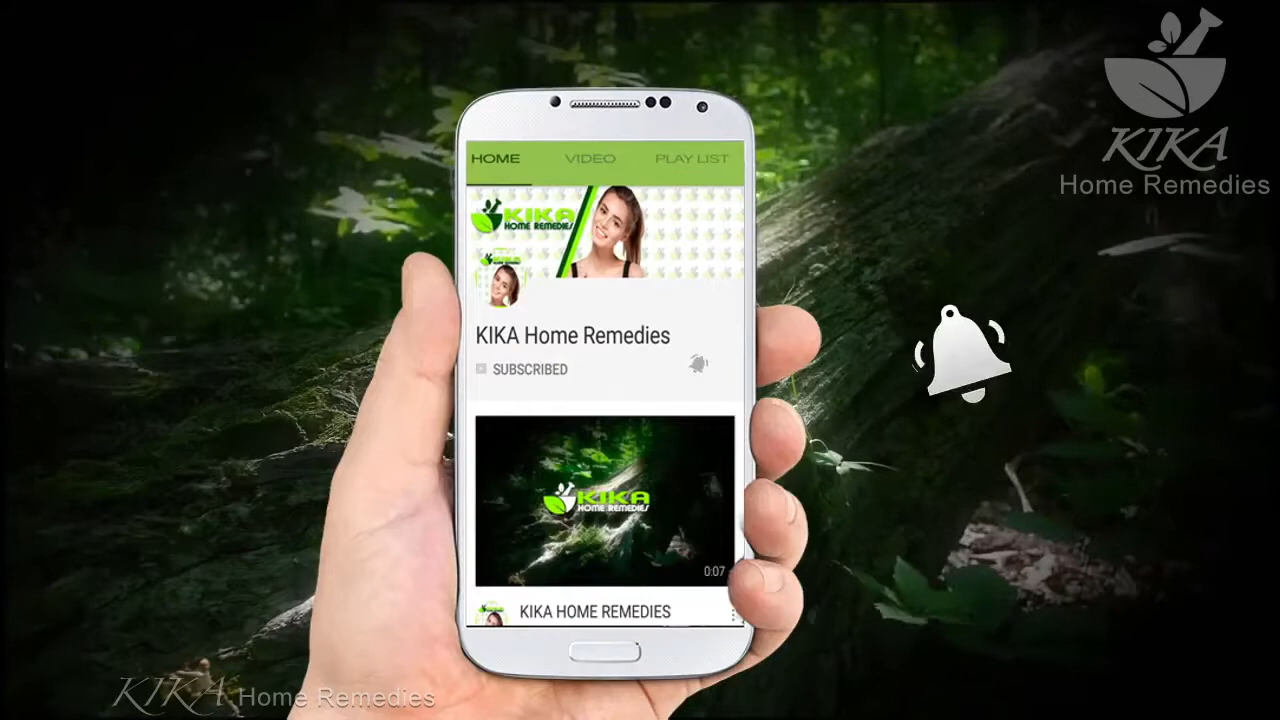 KIKA
Home Remedies
HOME VIDEO PLAY LIST
KIKA
HOME REMEDIES
KIKA Home Remedies
SUBSCRIBED
KIKA
HOME REMEDIES
0:07
KIKA HOME REMEDIES
KIKA Home Remedies